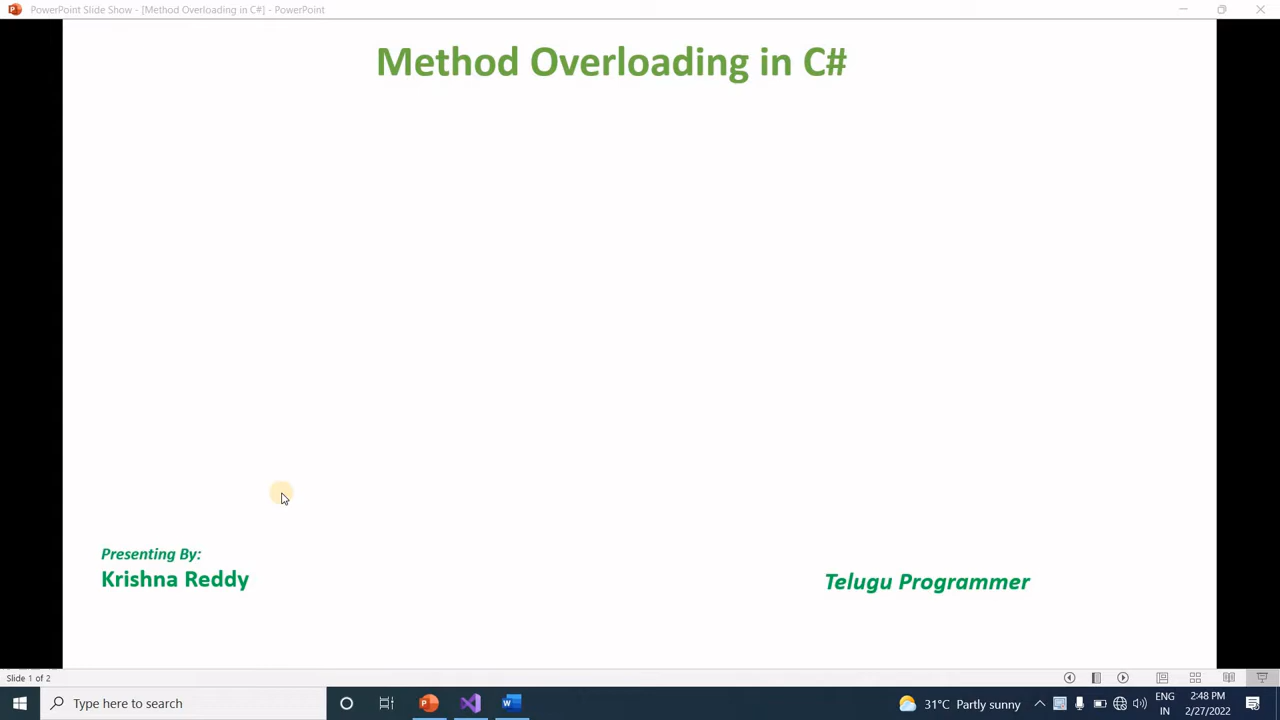 PowerPoint Slide Show - [Method Overloading in C#] - PowerPoint
Method Overloading in C#
Presenting By:
Krishna Reddy
Telugu Programmer
Slide 1 of 2
Type here to search
31°C Partly sunny
ENG
IN
2:48 PM
2/27/2022